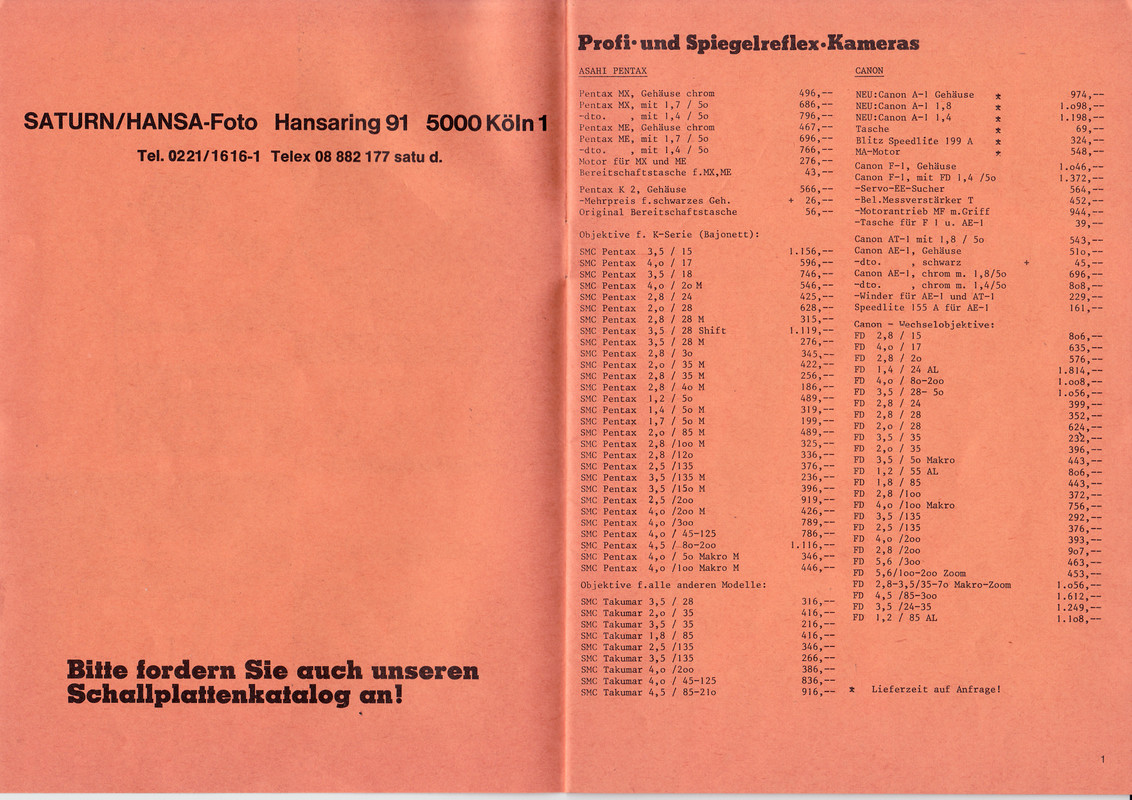 SATURN/HANSA-Foto Hansaring 91 5000 Köln 1
Tel. 0221/1616-1 Telex 08 882 177 satu d.
Bitte fordern Sie auch unseren
Schallplattenkatalog an!
Profi- und Spiegelreflex-Kameras
ASAHI PENTAX
Pentax MX, Gehäuse chrom 496,--
Pentax MX, mit 1,7 / 5o 686,--
-dto. , mit 1,4 / 5o 796,--
Pentax ME, Gehäuse chrom 467,--
Pentax ME, mit 1,7 / 5o 696,--
-dto. , mit 1,4 / 5o 766,--
Motor für MX und ME 276,--
Bereitschaftstasche f.MX,ME 43,--
Pentax K 2, Gehäuse 566,--
-Mehrpreis f.schwarzes Geh. + 26,--
Original Bereitschaftstasche 56,--
Objektive f. K-Serie (Bajonett):
SMC Pentax 3,5 / 15 1.156,--
SMC Pentax 4,o / 17 596,--
SMC Pentax 3,5 / 18 746,--
SMC Pentax 4,o / 2o M 546,--
SMC Pentax 2,8 / 24 425,--
SMC Pentax 2,o / 28 628,--
SMC Pentax 2,8 / 28 M 315,--
SMC Pentax 3,5 / 28 Shift 1.119,--
SMC Pentax 3,5 / 28 M 276,--
SMC Pentax 2,8 / 3o 345,--
SMC Pentax 2,o / 35 M 422,--
SMC Pentax 2,8 / 35 M 256,--
SMC Pentax 2,8 / 4o M 186,--
SMC Pentax 1,2 / 5o 489,--
SMC Pentax 1,4 / 5o M 319,--
SMC Pentax 1,7 / 5o M 199,--
SMC Pentax 2,o / 85 M 489,--
SMC Pentax 2,8 /1oo M 325,--
SMC Pentax 2,8 /12o 336,--
SMC Pentax 2,5 /135 376,--
SMC Pentax 3,5 /135 M 236,--
SMC Pentax 3,5 /15o M 396,--
SMC Pentax 2,5 /2oo 919,--
SMC Pentax 4,o /2oo M 426,--
SMC Pentax 4,o /3oo 789,--
SMC Pentax 4,o / 45-125 786,--
SMC Pentax 4,5 / 8o-2oo 1.116,--
SMC Pentax 4,o / 5o Makro M 346,--
SMC Pentax 4,o /1oo Makro M 446,--
Objektive f.alle anderen Modelle:
SMC Takumar 3,5 / 28 316,--
SMC Takumar 2,o / 35 416,--
SMC Takumar 3,5 / 35 216,--
SMC Takumar 1,8 / 85 416,--
SMC Takumar 2,5 /135 346,--
SMC Takumar 3,5 /135 266,--
SMC Takumar 4,o /2oo 386,--
SMC Takumar 4,o / 45-125 836,--
SMC Takumar 4,5 / 85-21o 916,--
CANON
NEU:Canon A-1 Gehäuse * 974,--
NEU:Canon A-1 1,8 * 1.o98,--
NEU:Canon A-1 1,4 * 1.198,--
Tasche * 69,--
Blitz Speedlite 199 A * 324,--
MA-Motor * 548,--
Canon F-1, Gehäuse 1.o46,--
Canon F-1, mit FD 1,4 /5o 1.372,--
-Servo-EE-Sucher 564,--
-Bel.Messverstärker T 452,--
-Motorantrieb MF m.Griff 944,--
-Tasche für F 1 u. AE-1 39,--
Canon AT-1 mit 1,8 / 5o 543,--
Canon AE-1, Gehäuse 51o,--
-dto. , schwarz + 45,--
Canon AE-1, chrom m. 1,8/5o 696,--
-dto. , chrom m. 1,4/5o 8o8,--
-Winder für AE-1 und AT-1 229,--
Speedlite 155 A für AE-1 161,--
Canon - Wechselobjektive:
FD 2,8 / 15 8o6,--
FD 4,o / 17 635,--
FD 2,8 / 2o 576,--
FD 1,4 / 24 AL 1.814,--
FD 4,o / 8o-2oo 1.oo8,--
FD 3,5 / 28- 5o 1.o56,--
FD 2,8 / 24 399,--
FD 2,8 / 28 352,--
FD 2,o / 28 624,--
FD 3,5 / 35 232,--
FD 2,o / 35 396,--
FD 3,5 / 5o Makro 443,--
FD 1,2 / 55 AL 8o6,--
FD 1,8 / 85 443,--
FD 2,8 /1oo 372,--
FD 4,o /1oo Makro 756,--
FD 3,5 /135 292,--
FD 2,5 /135 376,--
FD 4,o /2oo 393,--
FD 2,8 /2oo 9o7,--
FD 5,6 /3oo 463,--
FD 5,6/1oo-2oo Zoom 453,--
FD 2,8-3,5/35-7o Makro-Zoom 1.o56,--
FD 4,5 /85-3oo 1.612,--
FD 3,5 /24-35 1.249,--
FD 1,2 / 85 AL 1.1o8,--
* Lieferzeit auf Anfrage!
1